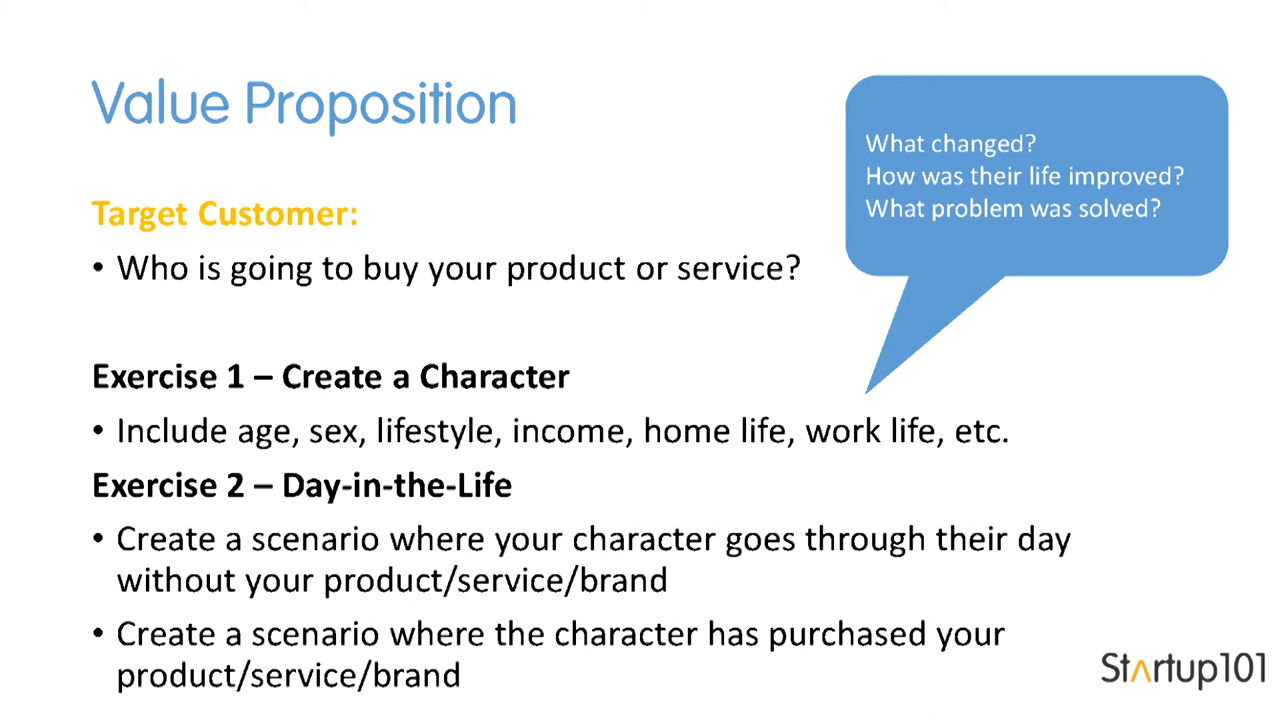 Value Proposition
What changed?
How was their life improved?
What problem was solved?
Target Customer:
• Who is going to buy your product or service?
Exercise 1 – Create a Character
• Include age, sex, lifestyle, income, home life, work life, etc.
Exercise 2 – Day-in-the-Life
• Create a scenario where your character goes through their day
without your product/service/brand
• Create a scenario where the character has purchased your
product/service/brand
Startup101